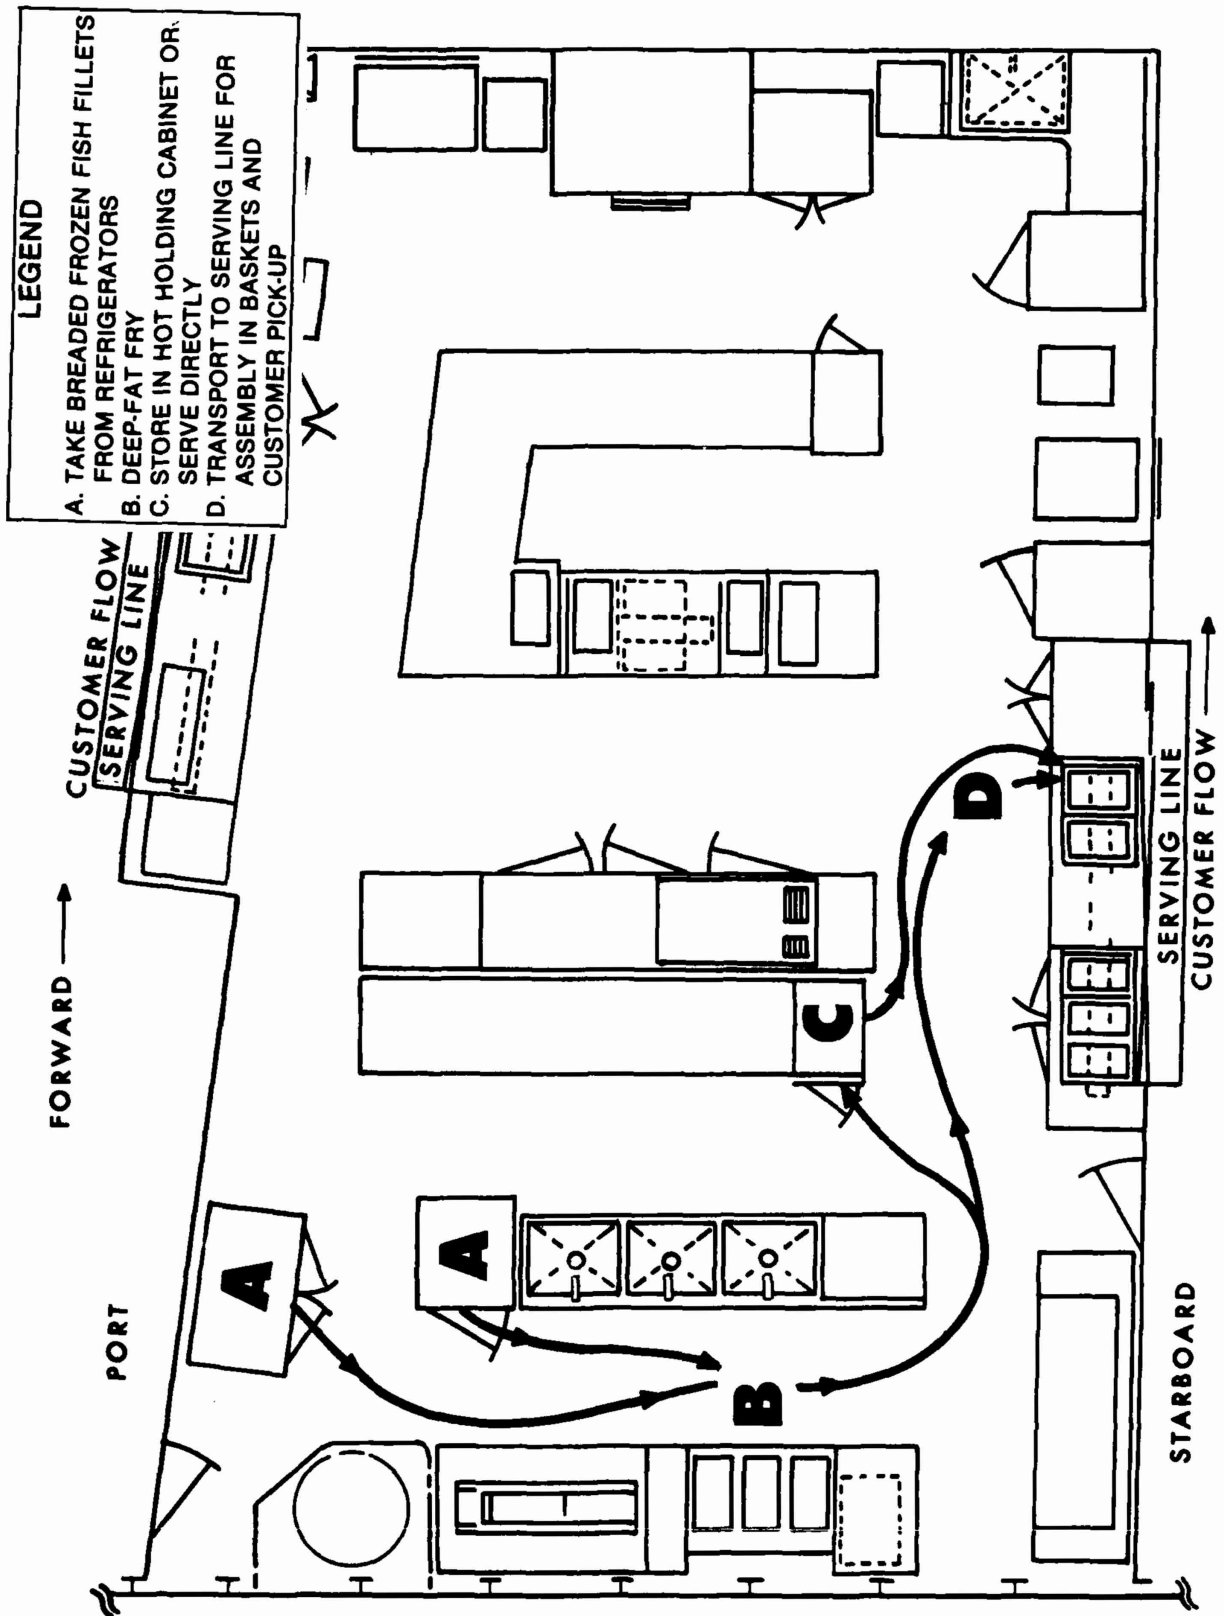 LEGEND
A. TAKE BREADED FROZEN FISH FILLETS
FROM REFRIGERATORS
B. DEEP-FAT FRY
C. STORE IN HOT HOLDING CABINET OR
SERVE DIRECTLY
D. TRANSPORT TO SERVING LINE FOR
ASSEMBLY IN BASKETS AND
CUSTOMER PICK-UP
CUSTOMER FLOW
SERVING LINE
FORWARD
PORT
A
A
B
C
D
SERVING LINE
CUSTOMER FLOW
STARBOARD